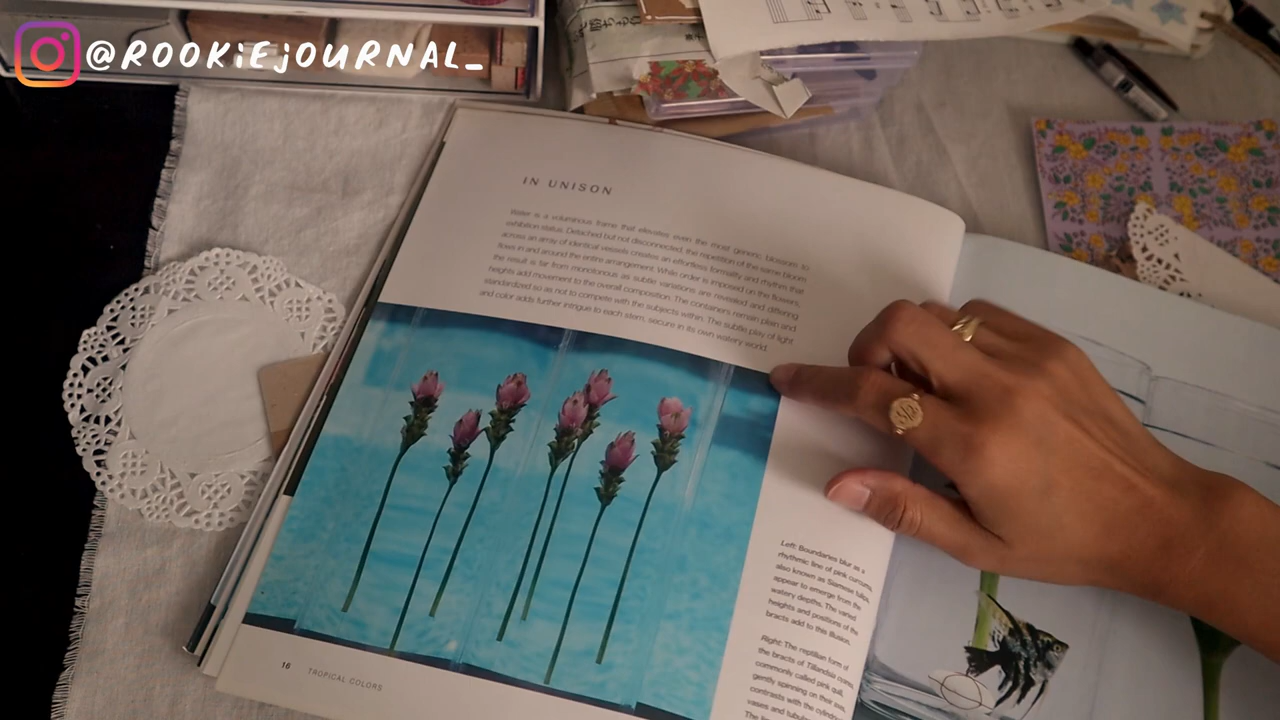 @ROOKiEjOURNAL_
IN UNISON
Water is a voluminous frame that elevates even the most generic blossom to
exhibition status. Detached but not disconnected, the repetition of the same bloom
across an array of identical vessels creates an effortless formality and rhythm that
flows in and around the entire arrangement. While order is imposed on the flowers,
the result is far from monotonous as subtle variations are revealed and differing
heights add movement to the overall composition. The containers remain plain and
standardized so as not to compete with the subjects within. The subtle play of light
and color adds further intrigue to each stem, secure in its own watery world.
Left: Boundaries blur as a
rhythmic line of pink curcuma,
also known as Siamese tulips,
appear to emerge from the
watery depths. The varied
heights and positions of the
bracts add to this illusion.
Right: The reptilian form of
the bracts of Tillandsia cyanea,
commonly called pink quill,
gently spinning on their axes,
contrasts with the cylindrical
vases and tubular
16
TROPICAL COLORS